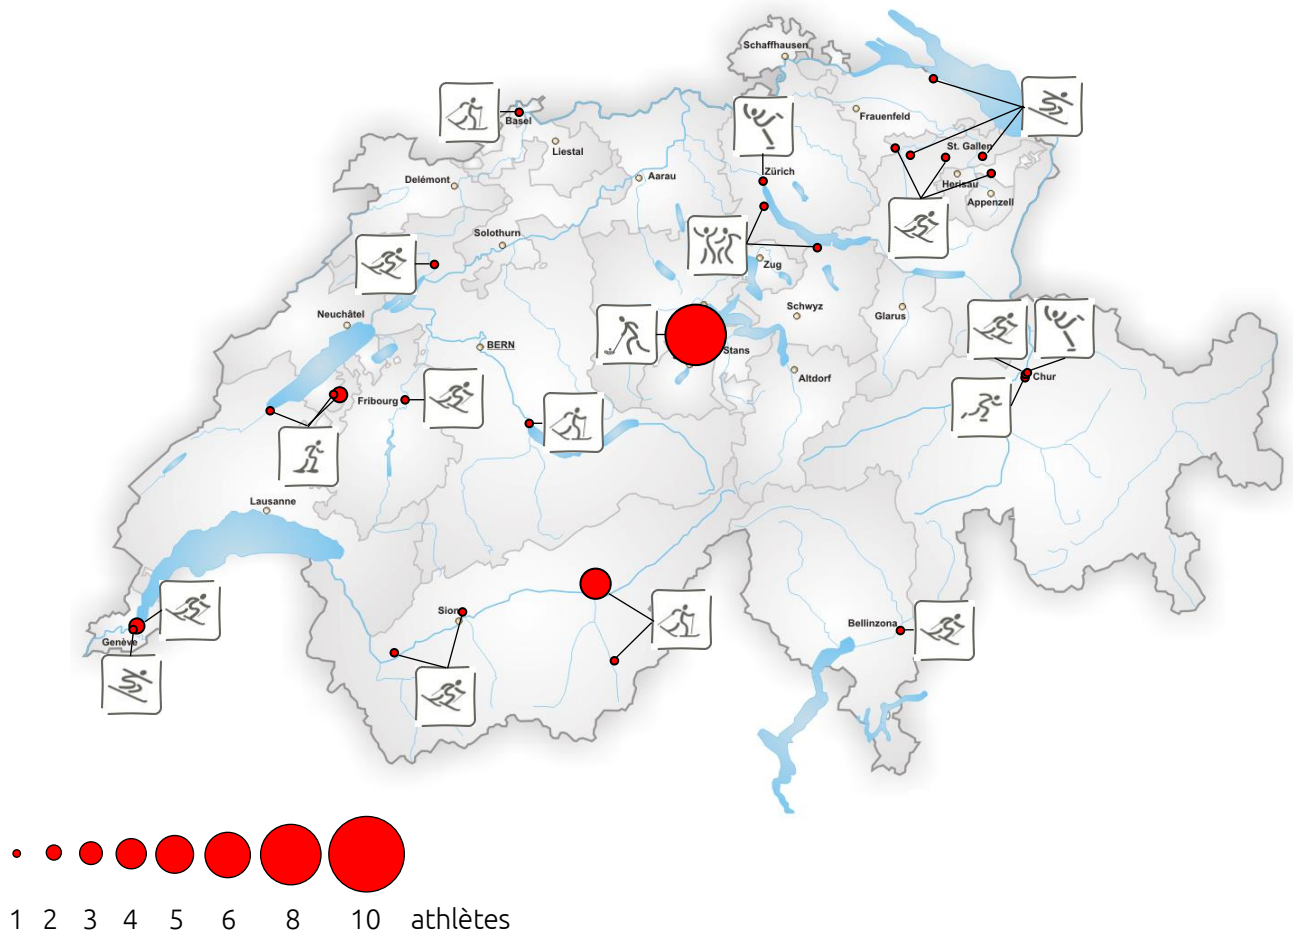 Schaffhausen
Basel
Frauenfeld
Liestal
St. Gallen
Zürich
Aarau
Delémont
Herisau
Appenzell
Solothurn
Zug
Schwyz
Neuchâtel
Glarus
BERN
Stans
Altdorf
Chur
Fribourg
Lausanne
Sion
Bellinzona
Genève
1 2 3 4 5 6 8 10 athlètes